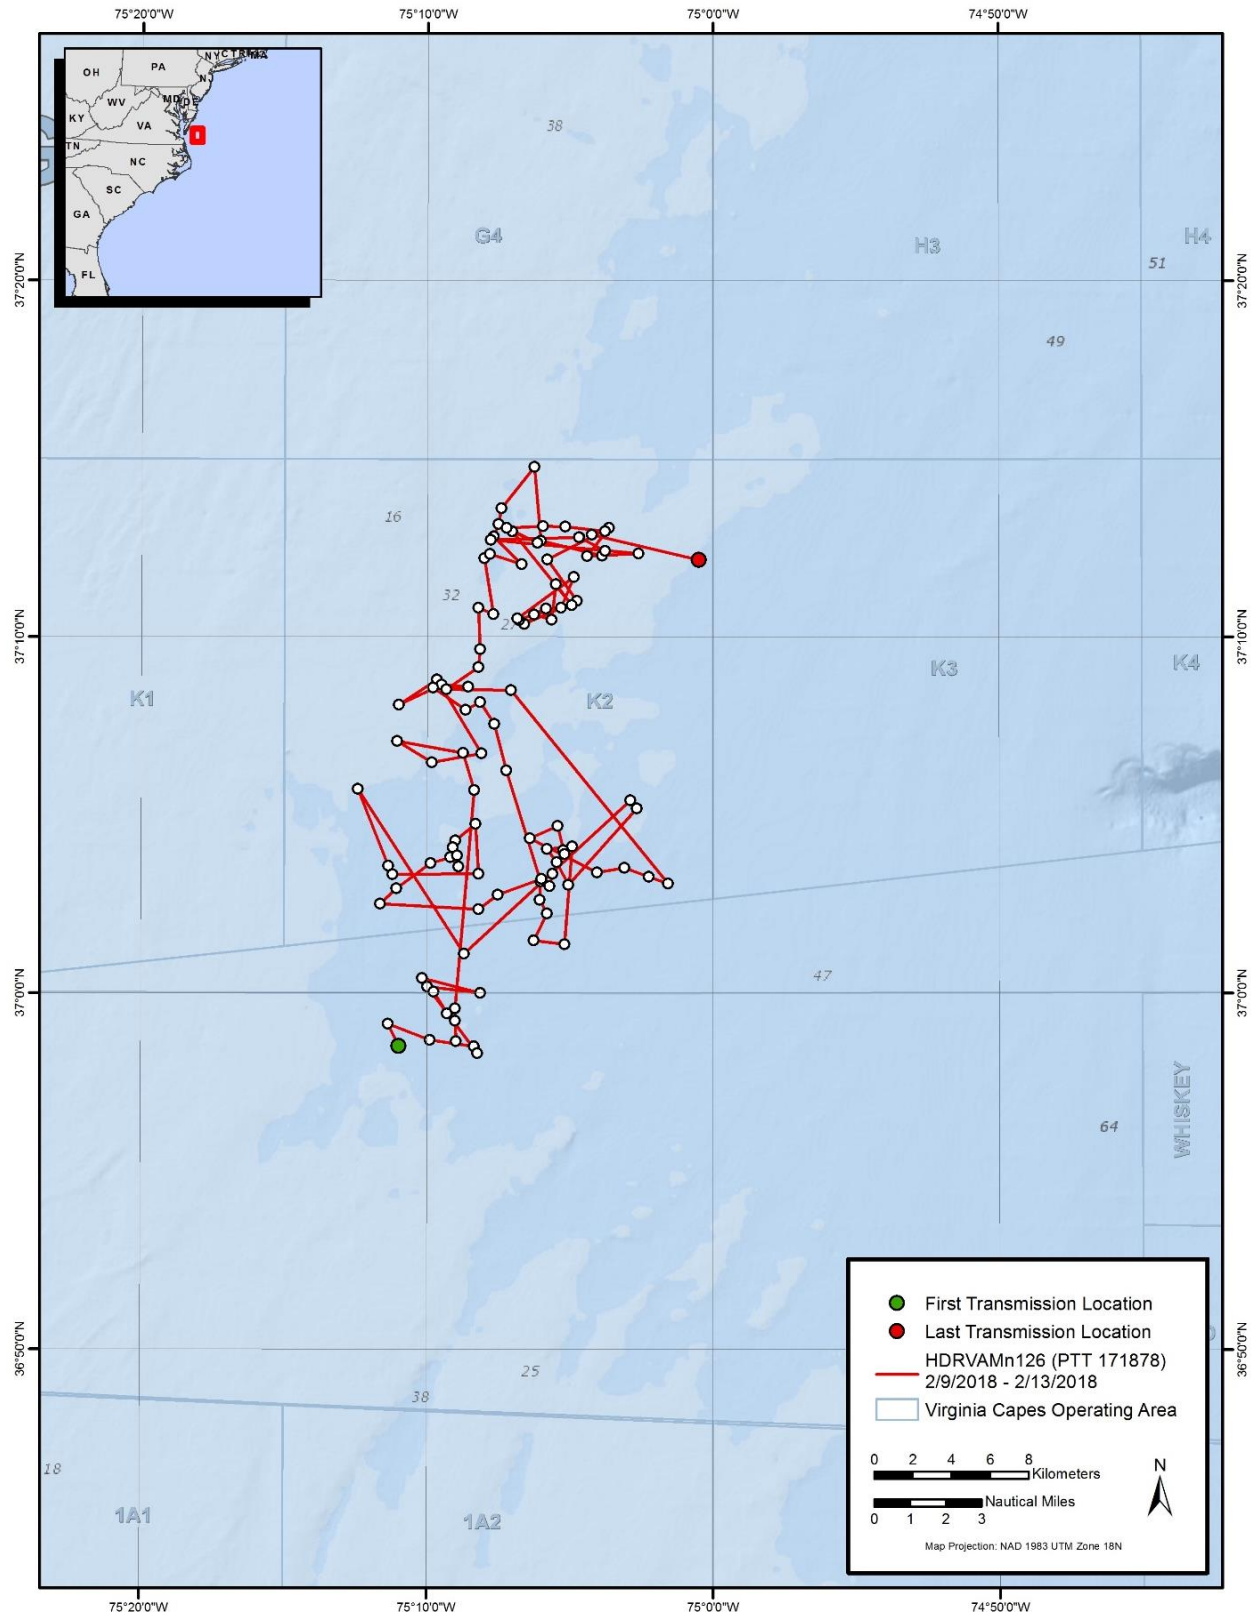 75°20'0"W 75°10'0"W 75°0'0"W 74°50'0"W
OH PA NY CT RI MA
N
WV MD DE
KY VA
TN NC
SC
GA
FL
38
G4 H3 H4
51
37°20'0"N 37°20'0"N
49
16
32
27
37°10'0"N 37°10'0"N
K1 K2 K3 K4
47
37°0'0"N 37°0'0"N
WHISKEY
64
36°50'0"N 36°50'0"N
25
38
18
1A1 1A2
First Transmission Location
Last Transmission Location
HDRVAMn126 (PTT 171878)
2/9/2018 - 2/13/2018
Virginia Capes Operating Area
0 2 4 6 8
Kilometers
Nautical Miles
0 1 2 3
N
Map Projection: NAD 1983 UTM Zone 18N
75°20'0"W 75°10'0"W 75°0'0"W 74°50'0"W